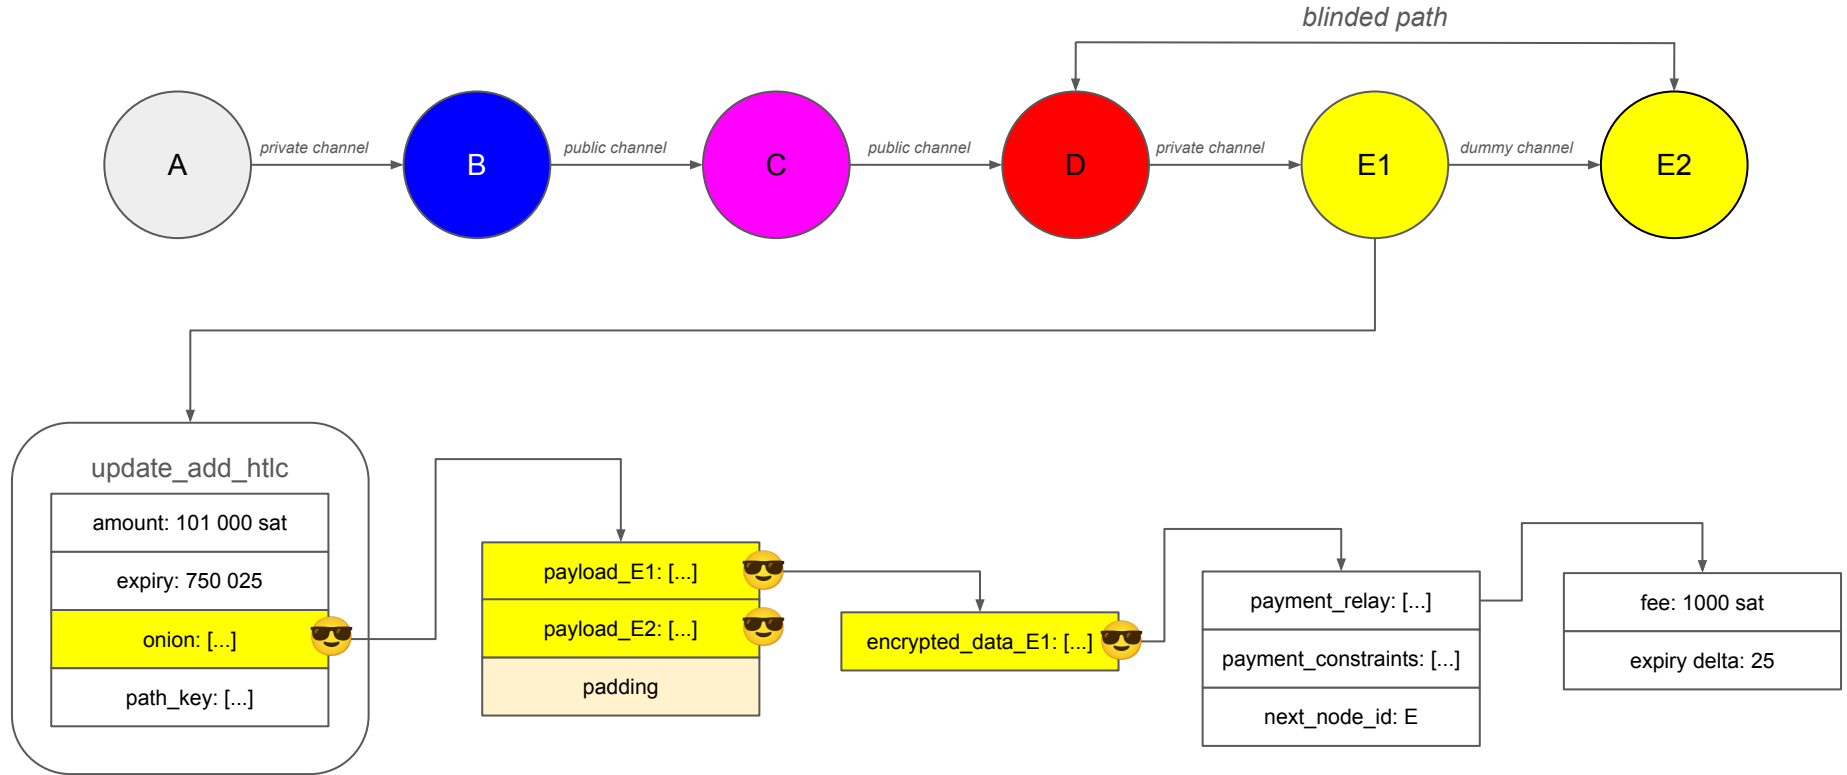 blinded path
A
private channel
B
public channel
C
public channel
D
private channel
E1
dummy channel
E2
update_add_htlc
amount: 101 000 sat
expiry: 750 025
onion: [...]
path_key: [...]
payload_E1: [...]
payload_E2: [...]
padding
encrypted_data_E1: [...]
payment_relay: [...]
payment_constraints: [...]
next_node_id: E
fee: 1000 sat
expiry delta: 25